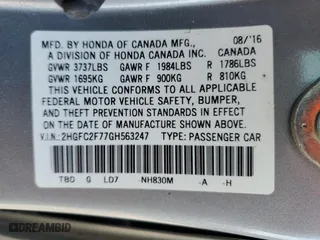 MFD. BY HONDA OF CANADA MFG., 08/'16
A DIVISION OF HONDA CANADA INC. CANADA
GVWR 3737LBS GAWR F 1984LBS R 1786LBS
GVWR 1695KG GAWR F 900KG R 810KG
THIS VEHICLE CONFORMS TO ALL APPLICABLE
FEDERAL MOTOR VEHICLE SAFETY, BUMPER,
AND THEFT PREVENTION STANDARDS IN
EFFECT ON THE
DATE OF MANUFACTURE SHOWN ABOVE.
V.I.N: 2HGFC2F77GH563247 TYPE: PASSENGER CAR
TBD G LD7 -NH830M -A -H
DREAMBID.COM